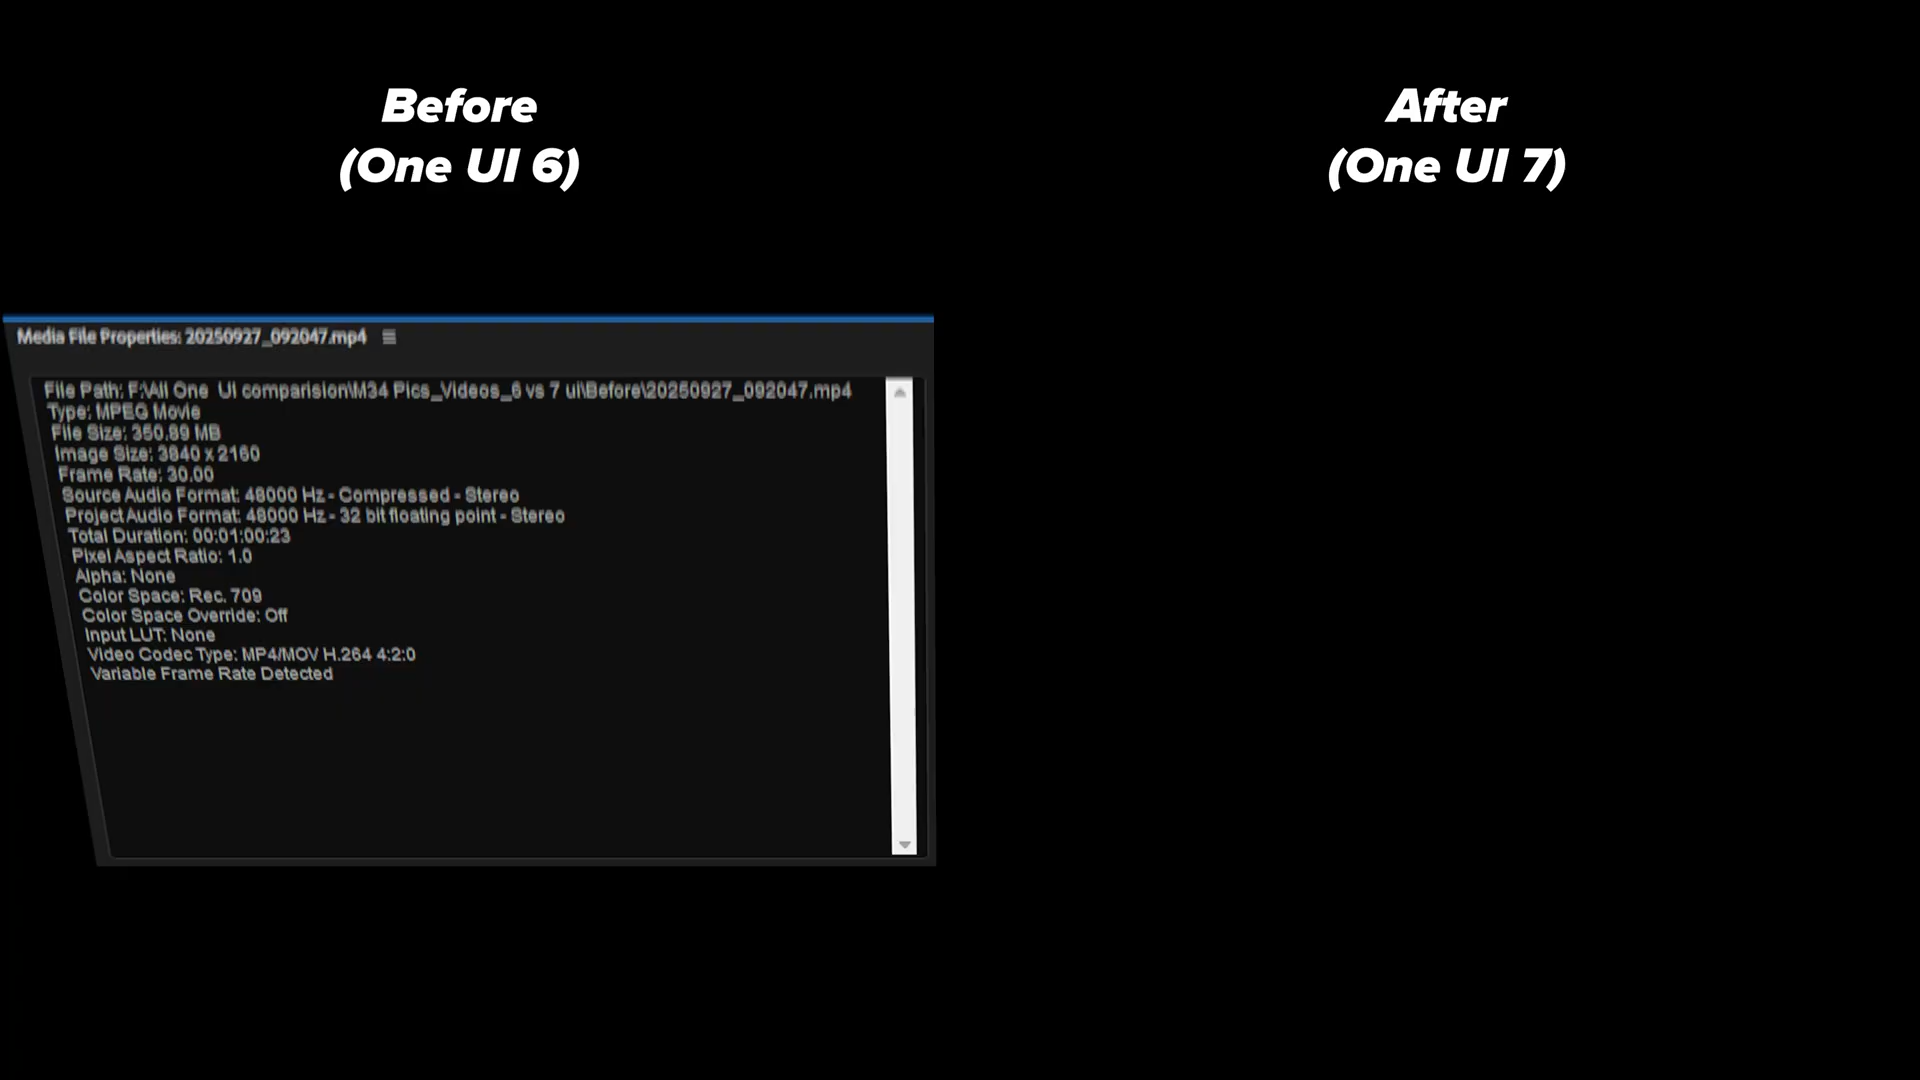 Before
(One UI 6)
After
(One UI 7)
Media File Properties: 20250927_092047.mp4
File Path: F:\All One  UI comparision\M34 Pics_Videos_6 vs 7 ui\Before\20250927_092047.mp4
Type: MPEG Movie
File Size: 350.89 MB
Image Size: 3840 x 2160
Frame Rate: 30.00
Source Audio Format: 48000 Hz - Compressed - Stereo
Project Audio Format: 48000 Hz - 32 bit floating point - Stereo
Total Duration: 00:01:00:23
Pixel Aspect Ratio: 1.0
Alpha: None
Color Space: Rec. 709
Color Space Override: Off
Input LUT: None
Video Codec Type: MP4/MOV H.264 4:2:0
Variable Frame Rate Detected